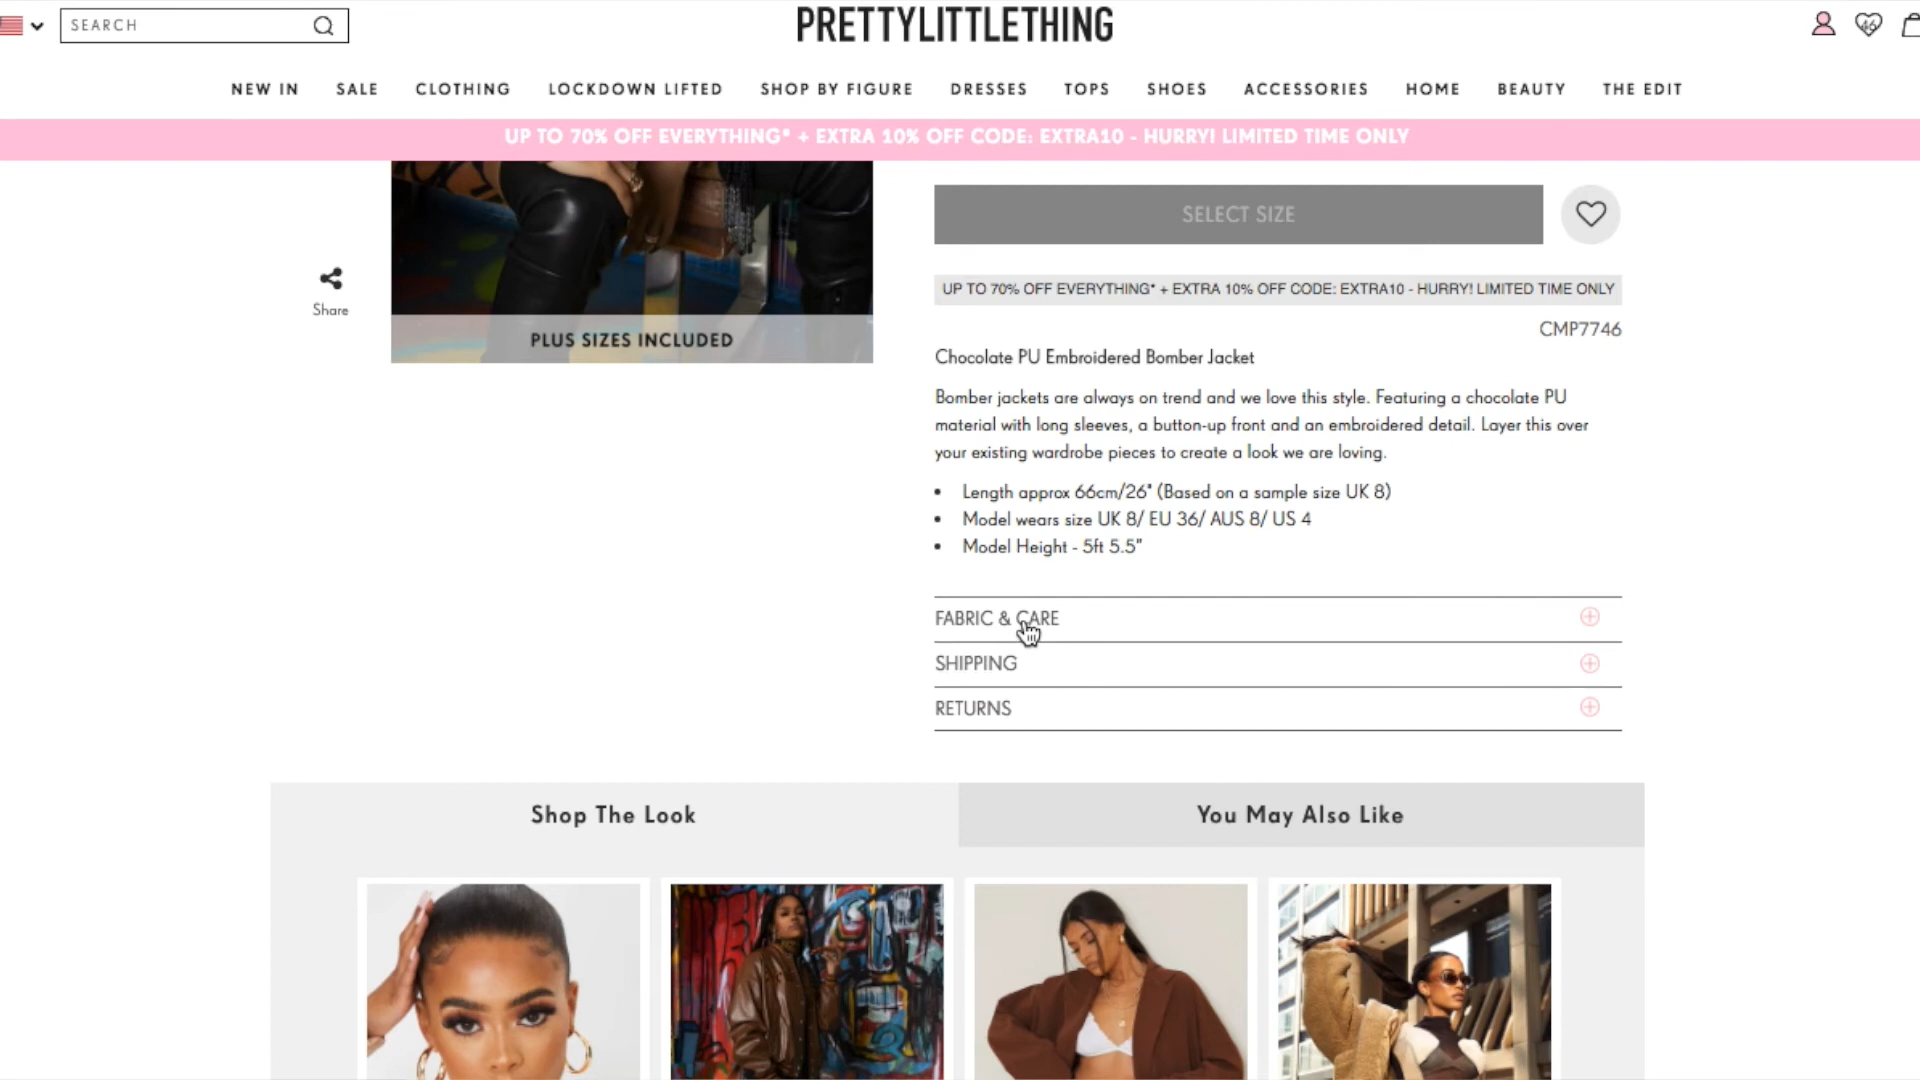 SEARCH
PRETTYLITTLETHING
46
NEW IN
SALE
CLOTHING
LOCKDOWN LIFTED
SHOP BY FIGURE
DRESSES
TOPS
SHOES
ACCESSORIES
HOME
BEAUTY
THE EDIT
UP TO 70% OFF EVERYTHING* + EXTRA 10% OFF CODE: EXTRA10 - HURRY! LIMITED TIME ONLY
Share
PLUS SIZES INCLUDED
SELECT SIZE
UP TO 70% OFF EVERYTHING* + EXTRA 10% OFF CODE: EXTRA10 - HURRY! LIMITED TIME ONLY
CMP7746
Chocolate PU Embroidered Bomber Jacket
Bomber jackets are always on trend and we love this style. Featuring a chocolate PU
material with long sleeves, a button-up front and an embroidered detail. Layer this over
your existing wardrobe pieces to create a look we are loving.
• Length approx 66cm/26" (Based on a sample size UK 8)
• Model wears size UK 8/ EU 36/ AUS 8/ US 4
• Model Height - 5ft 5.5"
FABRIC & CARE
SHIPPING
RETURNS
Shop The Look
You May Also Like